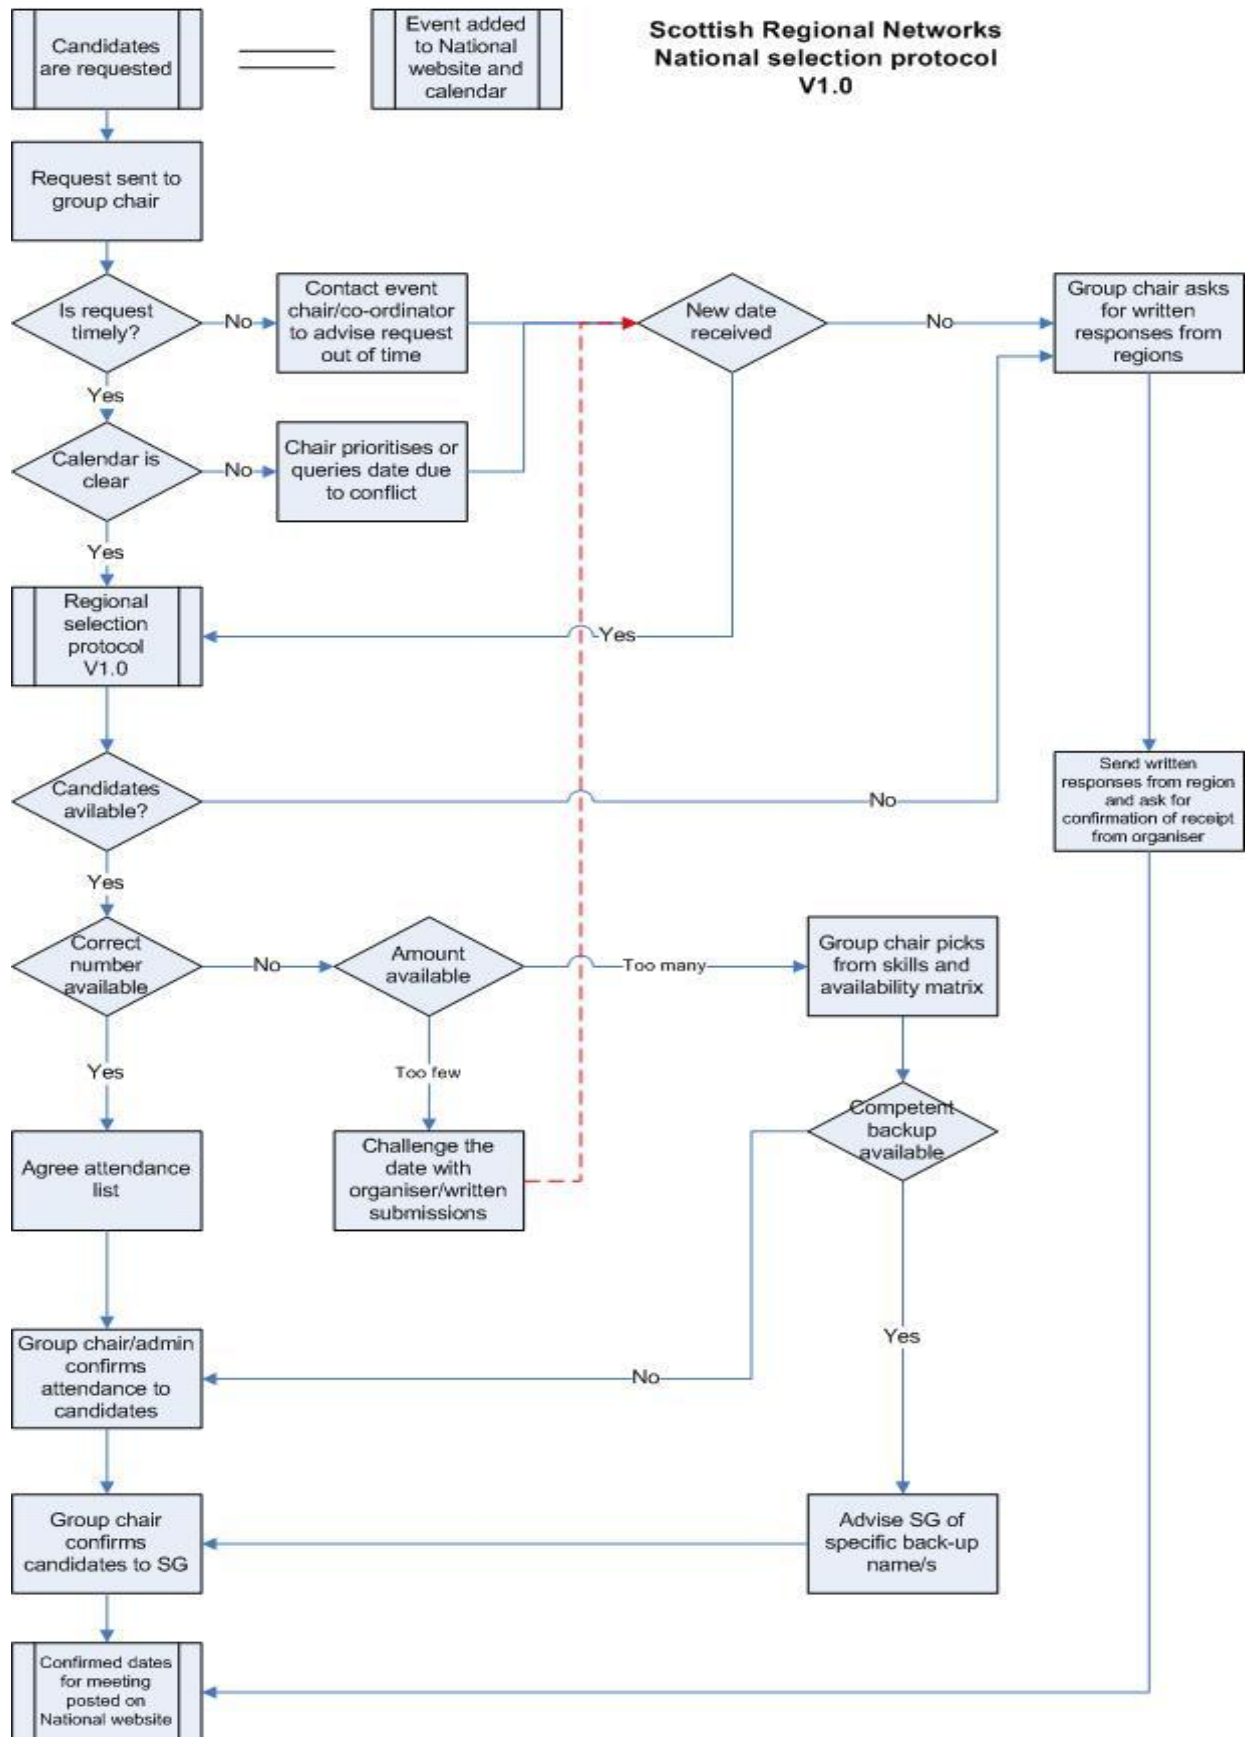 Scottish Regional Networks
National selection protocol
V1.0
Candidates
are requested
Event added
to National
website and
calendar
Request sent to
group chair
Is request
timely?
No
Contact event
chair/co-ordinator
to advise request
out of time
New date
received
No
Group chair asks
for written
responses from
regions
Yes
Calendar is
clear
No
Chair prioritises or
queries date due
to conflict
Yes
Regional
selection
protocol
V1.0
Yes
Candidates
avilable?
No
Send written
responses from region
and ask for
confirmation of receipt
from organiser
Yes
Correct
number
available
No
Amount
available
Too many
Group chair picks
from skills and
availability matrix
Yes
Too few
Competent
backup
available
Agree attendance
list
Challenge the
date with
organiser/written
submissions
Yes
Group chair/admin
confirms
attendance to
candidates
No
Group chair
confirms
candidates to SG
Advise SG of
specific back-up
name/s
Confirmed dates
for meeting
posted on
National website